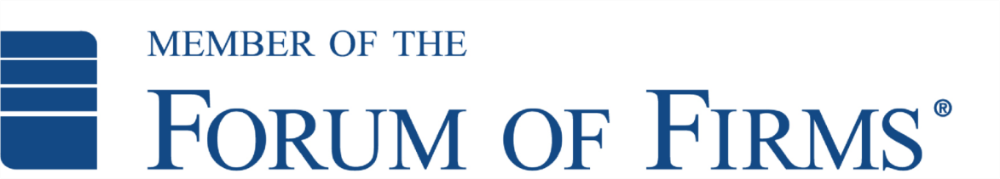 MEMBER OF THE
FORUM OF FIRMS®